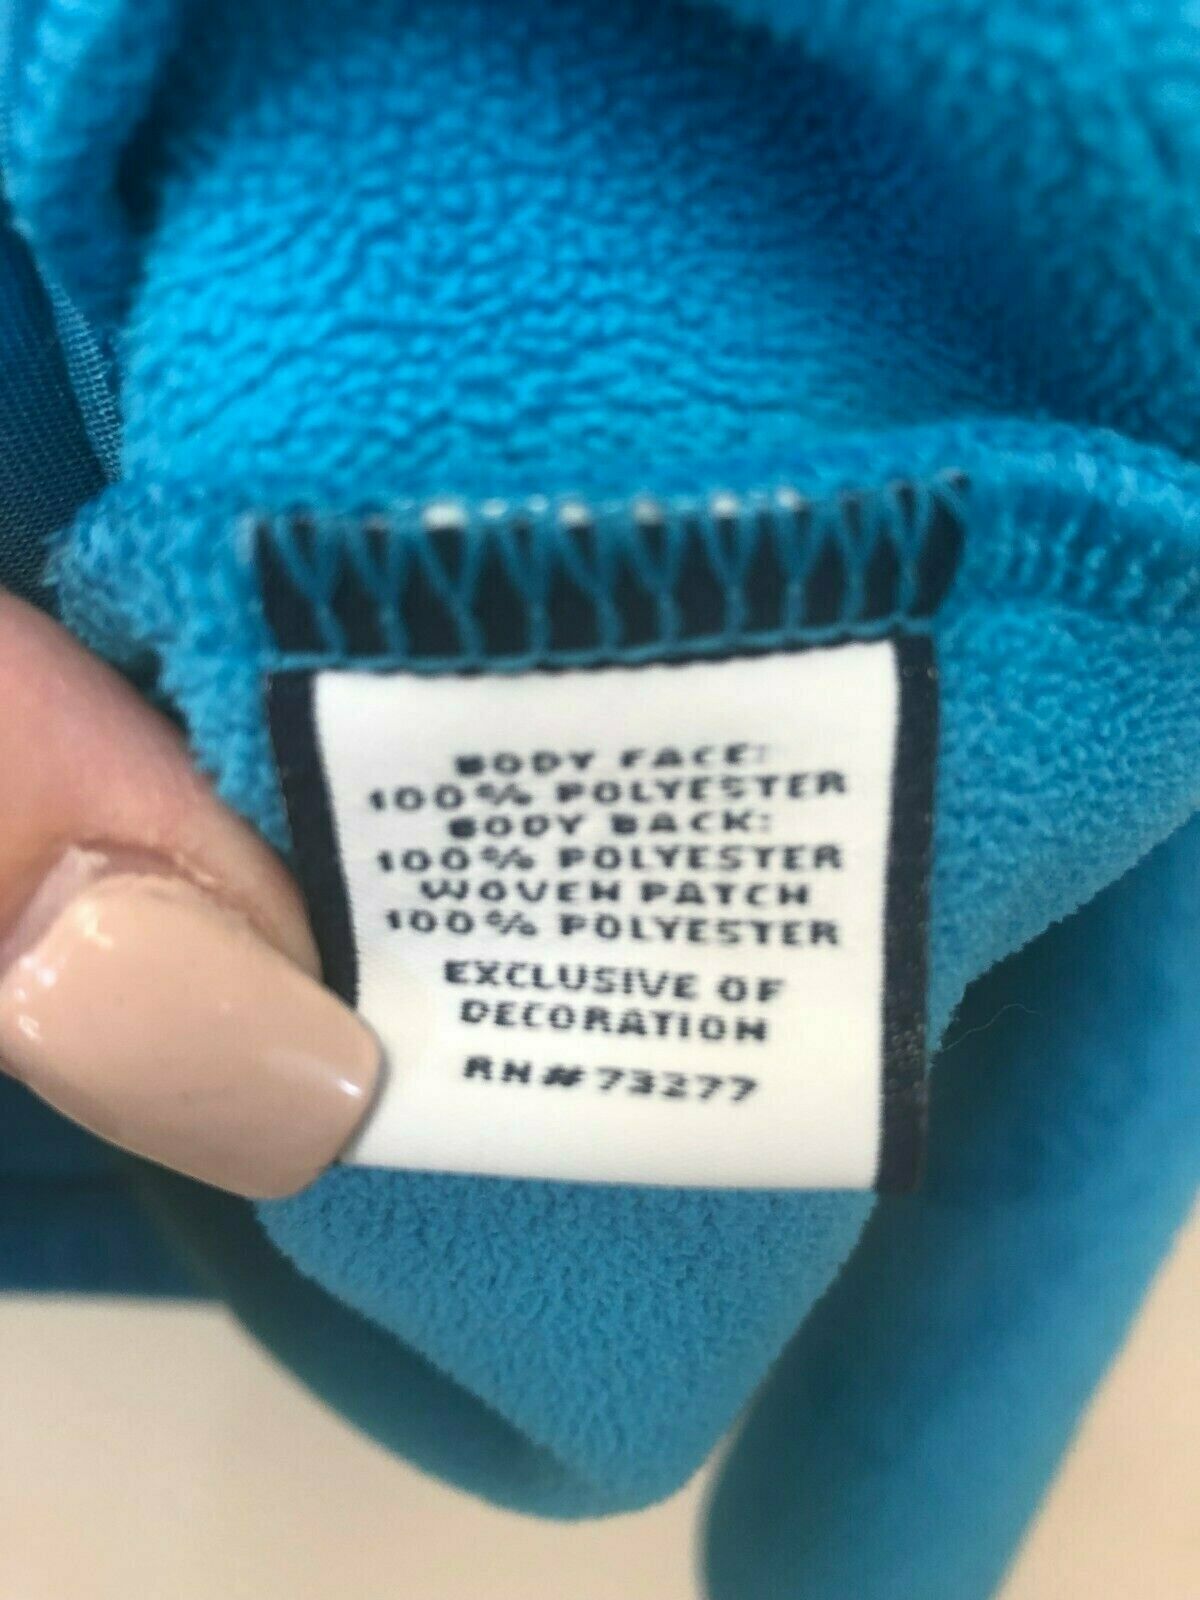 BODY FACE:
100% POLYESTER
BODY BACK:
100% POLYESTER
WOVEN PATCH
100% POLYESTER
EXCLUSIVE OF
DECORATION
RN# 73277